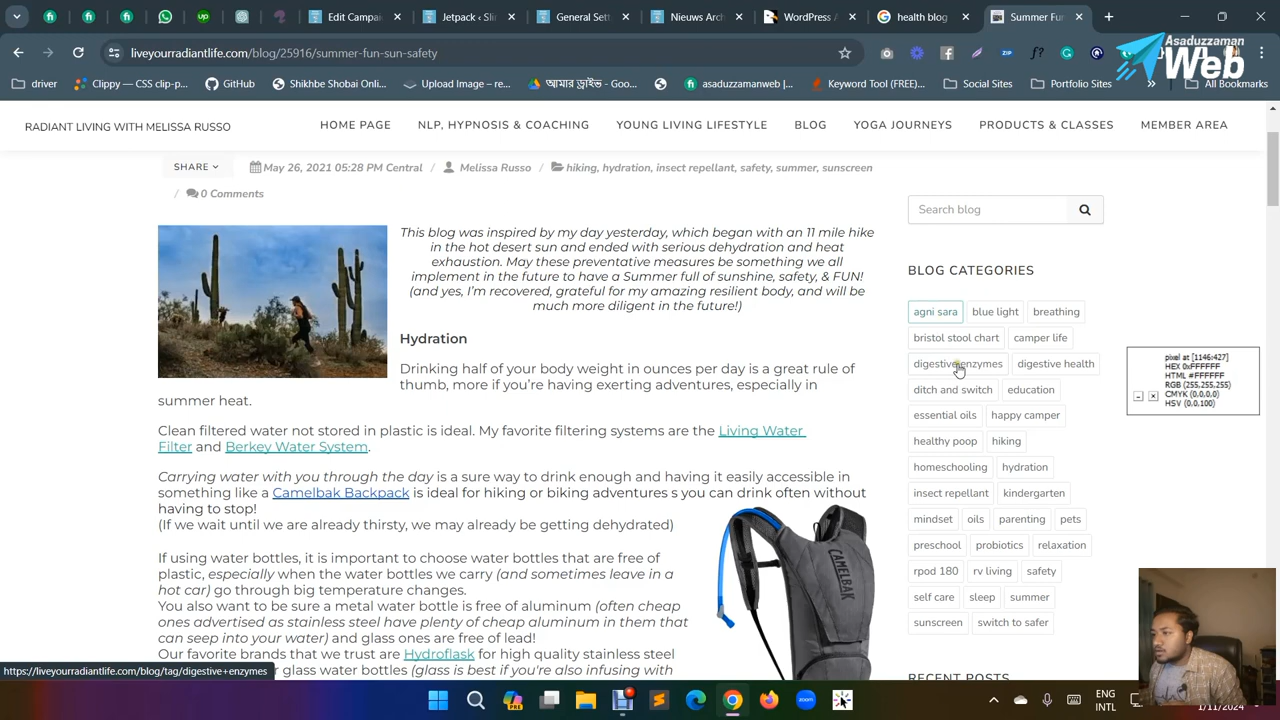 Edit Campai
Jetpack ‹ Sli
General Sett
Nieuws Arch
WordPress A
health blog
Summer Fun
Asaduzzaman
Web
liveyourradiantlife.com/blog/25916/summer-fun-sun-safety
driver
Clippy — CSS clip-p...
GitHub
Shikhbe Shobai Onli...
Upload Image - re...
আমার ড্রাইভ - Goo...
asaduzzamanweb |...
Keyword Tool (FREE)...
Social Sites
Portfolio Sites
All Bookmarks
RADIANT LIVING WITH MELISSA RUSSO
HOME PAGE
NLP, HYPNOSIS & COACHING
YOUNG LIVING LIFESTYLE
BLOG
YOGA JOURNEYS
PRODUCTS & CLASSES
MEMBER AREA
SHARE
May 26, 2021 05:28 PM Central / Melissa Russo / hiking, hydration, insect repellant, safety, summer, sunscreen
/ 0 Comments
This blog was inspired by my day yesterday, which began with an 11 mile hike
in the hot desert sun and ended with serious dehydration and heat
exhaustion. May these preventative measures be something we all
implement in the future to have a Summer full of sunshine, safety, & FUN!
(and yes, I'm recovered, grateful for my amazing resilient body, and will be
much more diligent in the future!)
Hydration
Drinking half of your body weight in ounces per day is a great rule of
thumb, more if you're having exerting adventures, especially in
summer heat.
Clean filtered water not stored in plastic is ideal. My favorite filtering systems are the Living Water
Filter and Berkey Water System.
Carrying water with you through the day is a sure way to drink enough and having it easily accessible in
something like a Camelbak Backpack is ideal for hiking or biking adventures s you can drink often without
having to stop!
(If we wait until we are already thirsty, we may already be getting dehydrated)
If using water bottles, it is important to choose water bottles that are free of
plastic, especially when the water bottles we carry (and sometimes leave in a
hot car) go through big temperature changes.
You also want to be sure a metal water bottle is free of aluminum (often cheap
ones advertised as stainless steel have plenty of cheap aluminum in them that
can seep into your water) and glass ones are free of lead!
Our favorite brands that we trust are Hydroflask for high quality stainless steel
glass water bottles (glass is best if you're also infusing with
CAMELBAK
Search blog
BLOG CATEGORIES
agni sara
blue light
breathing
bristol stool chart
camper life
digestive enzymes
digestive health
ditch and switch
education
essential oils
happy camper
healthy poop
hiking
homeschooling
hydration
insect repellant
kindergarten
mindset
oils
parenting
pets
preschool
probiotics
relaxation
rpod 180
rv living
safety
self care
sleep
summer
sunscreen
switch to safer
RECENT POSTS
pixel at [1146:427]
HEX 0xFFFFFF
HTML #FFFFFF
RGB (255,255,255)
CMYK (0,0,0,0)
HSV (0,0,100)
https://liveyourradiantlife.com/blog/tag/digestive+enzymes
zoom
ENG
INTL
1/11/2024